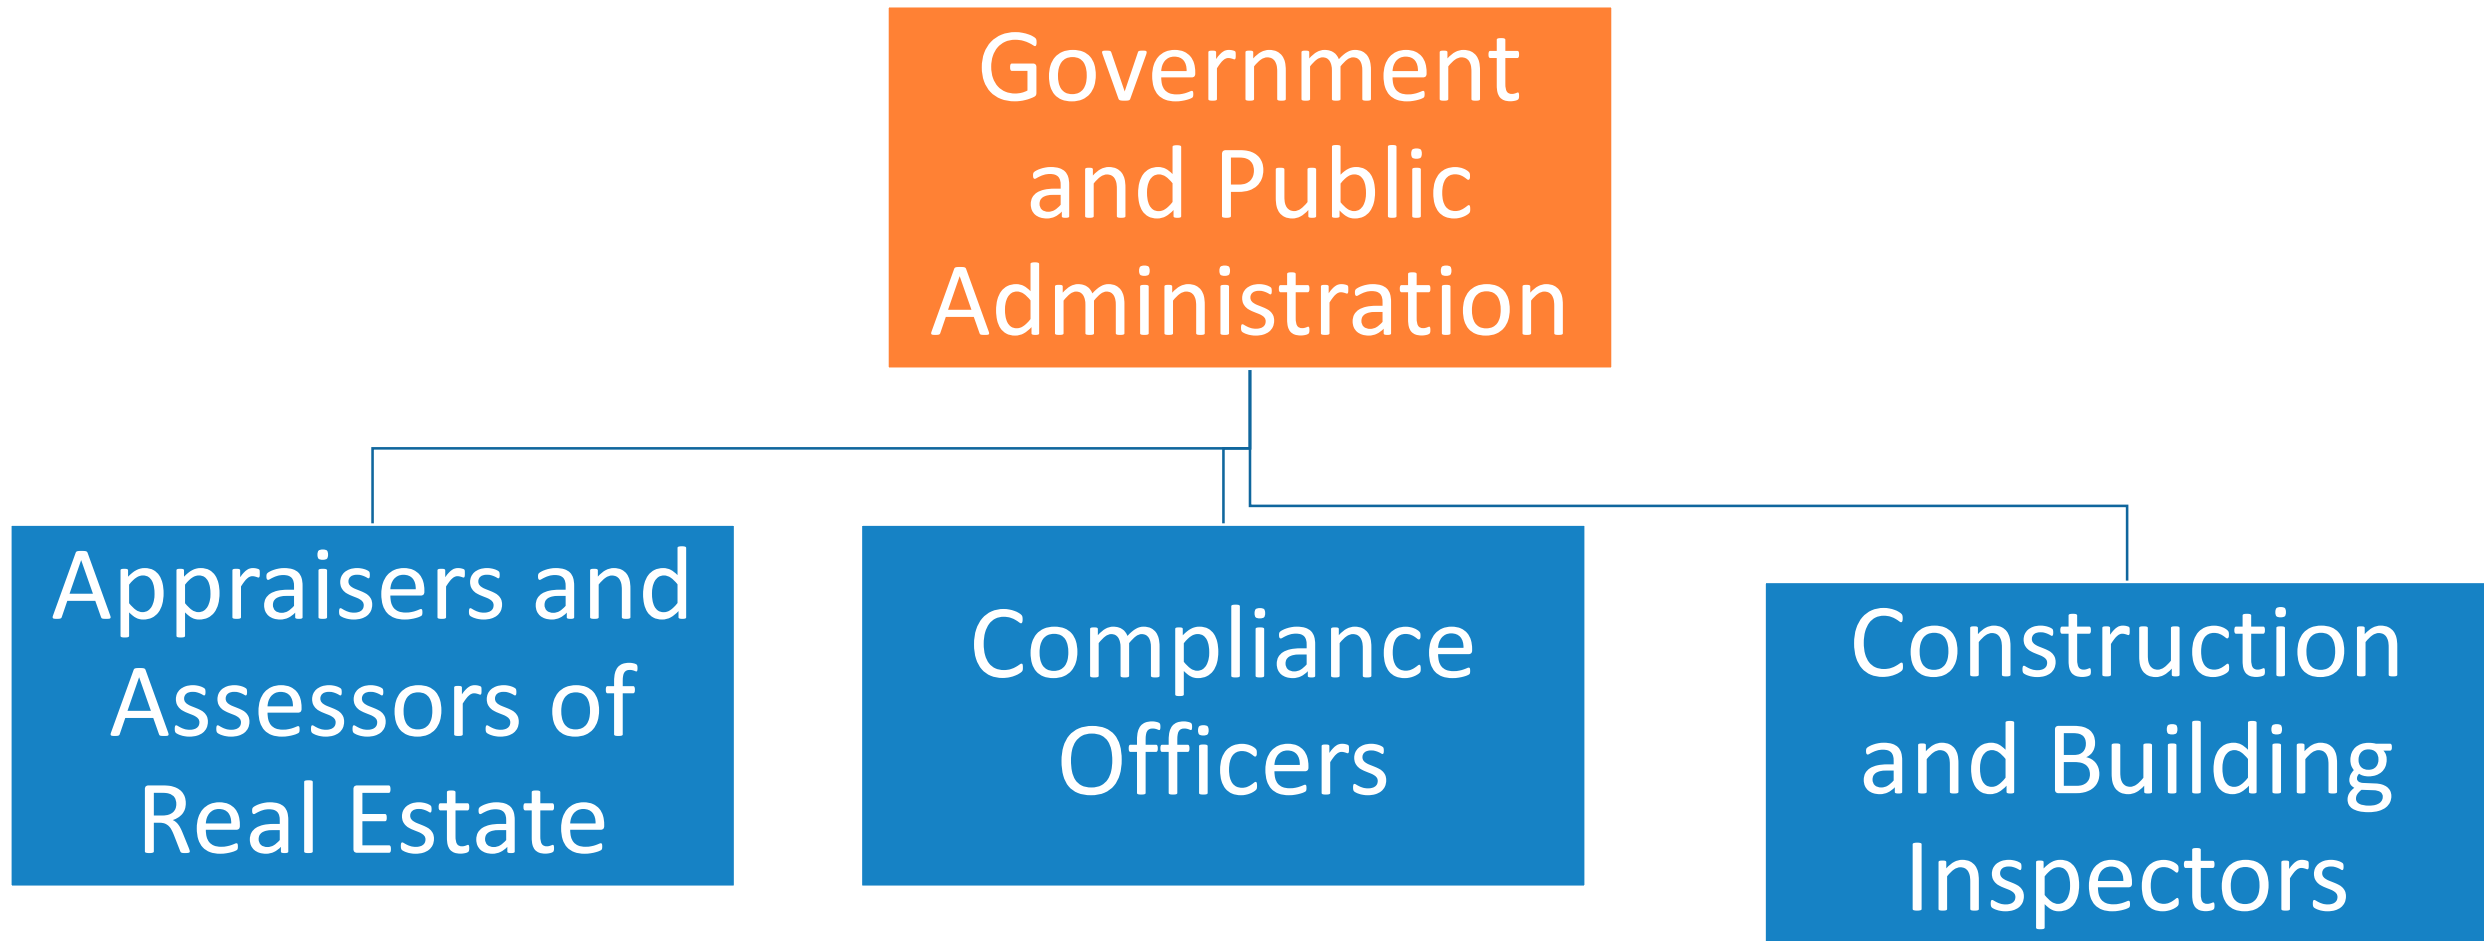 Government
and Public
Administration
Appraisers and
Assessors of
Real Estate
Compliance
Officers
Construction
and Building
Inspectors